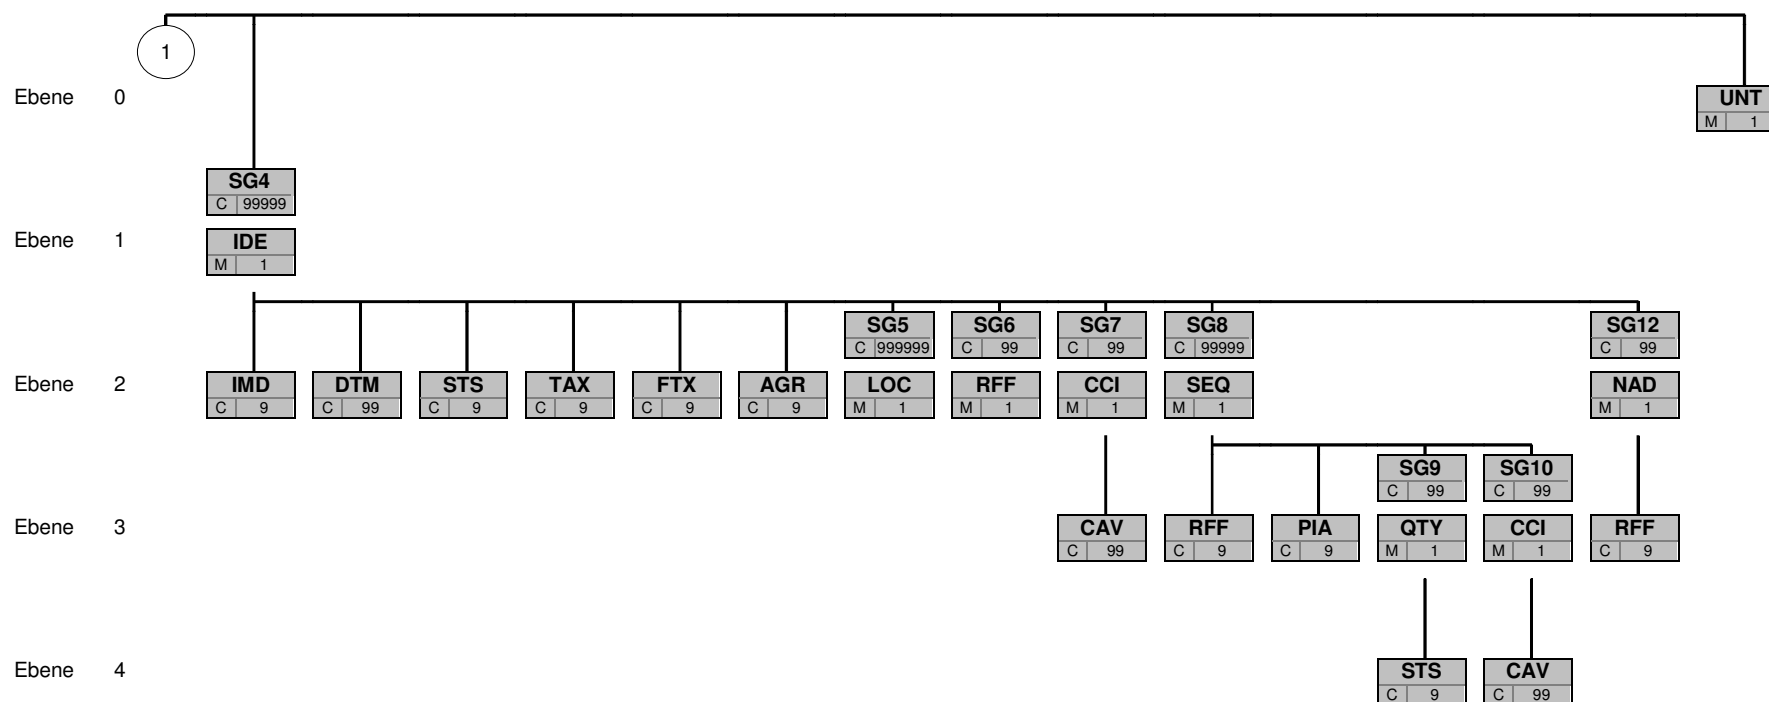 1
Ebene 0
UNT
M 1
SG4
C 99999
Ebene 1
IDE
M 1
SG5 SG6 SG7 SG8 SG12
C 999999 C 99 C 99 C 99999 C 99
Ebene 2
IMD DTM STS TAX FTX AGR LOC RFF CCI SEQ NAD
C 9 C 99 C 9 C 9 C 9 C 9 M 1 M 1 M 1 M 1 M 1
SG9 SG10
C 99 C 99
Ebene 3
CAV RFF PIA QTY CCI RFF
C 99 C 9 C 9 M 1 M 1 C 9
Ebene 4
STS CAV
C 9 C 99